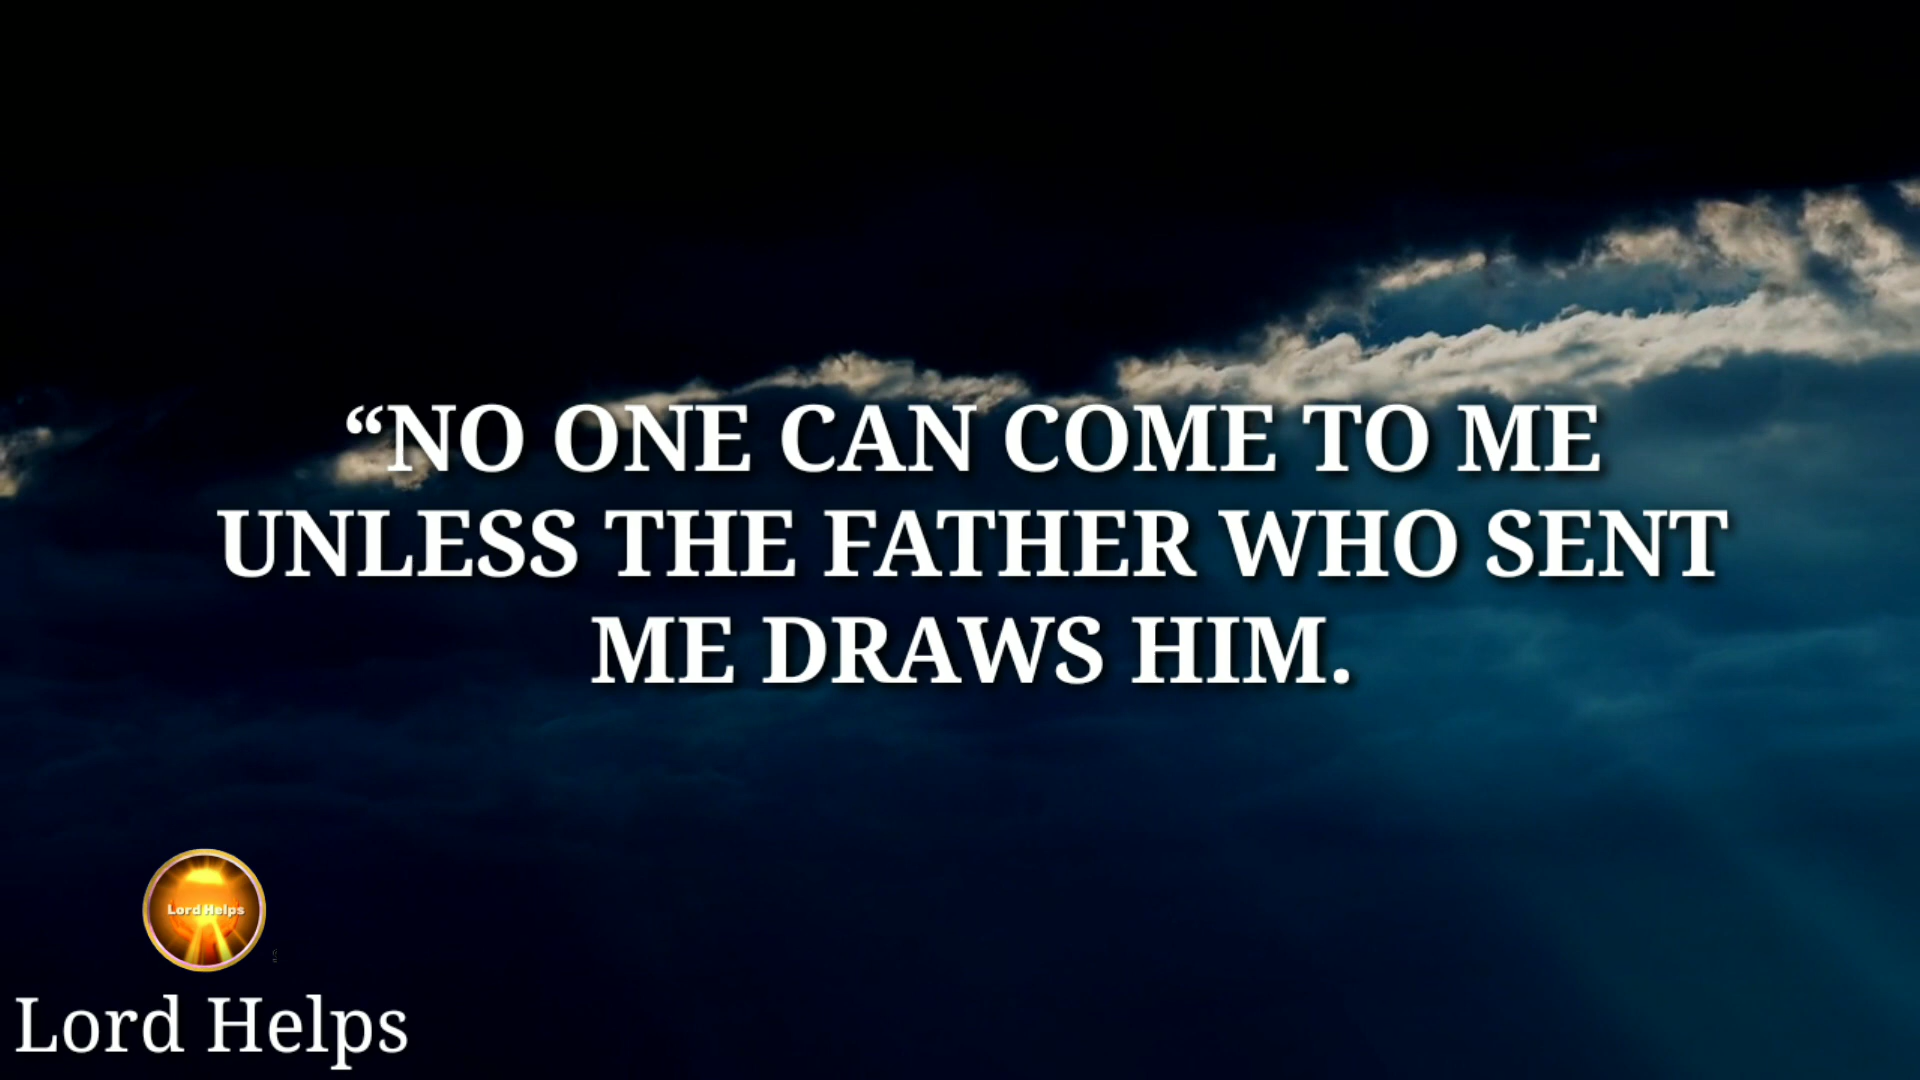 “NO ONE CAN COME TO ME
UNLESS THE FATHER WHO SENT
ME DRAWS HIM.
Lord Helps
Lord Helps